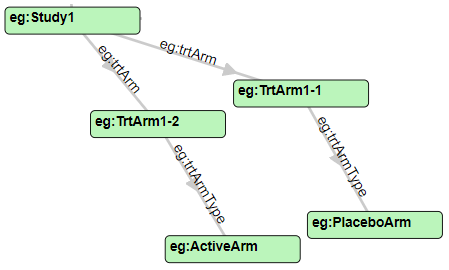 eg:Study1
eg:trtArm
eg:trtArm
eg:TrtArm1-1
eg:TrtArm1-2
eg:trtArmType
eg:trtArmType
eg:PlaceboArm
eg:ActiveArm